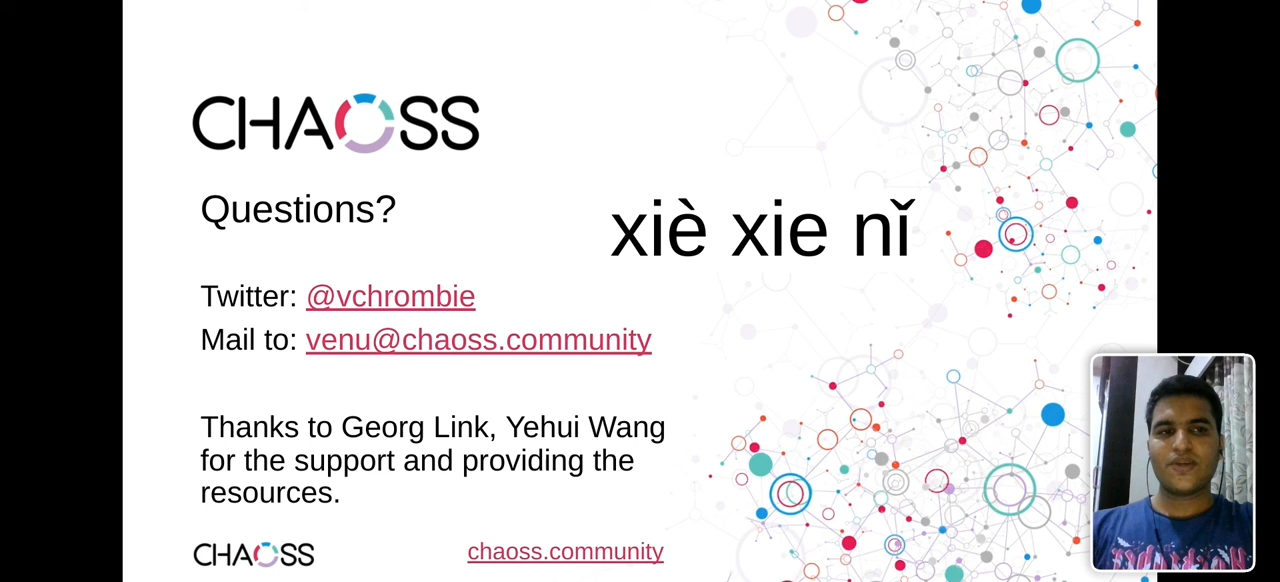 CHAOSS
Questions?
xiè xie nǐ
Twitter: @vchrombie
Mail to: venu@chaoss.community
Thanks to Georg Link, Yehui Wang
for the support and providing the
resources.
CHAOSS
chaoss.community